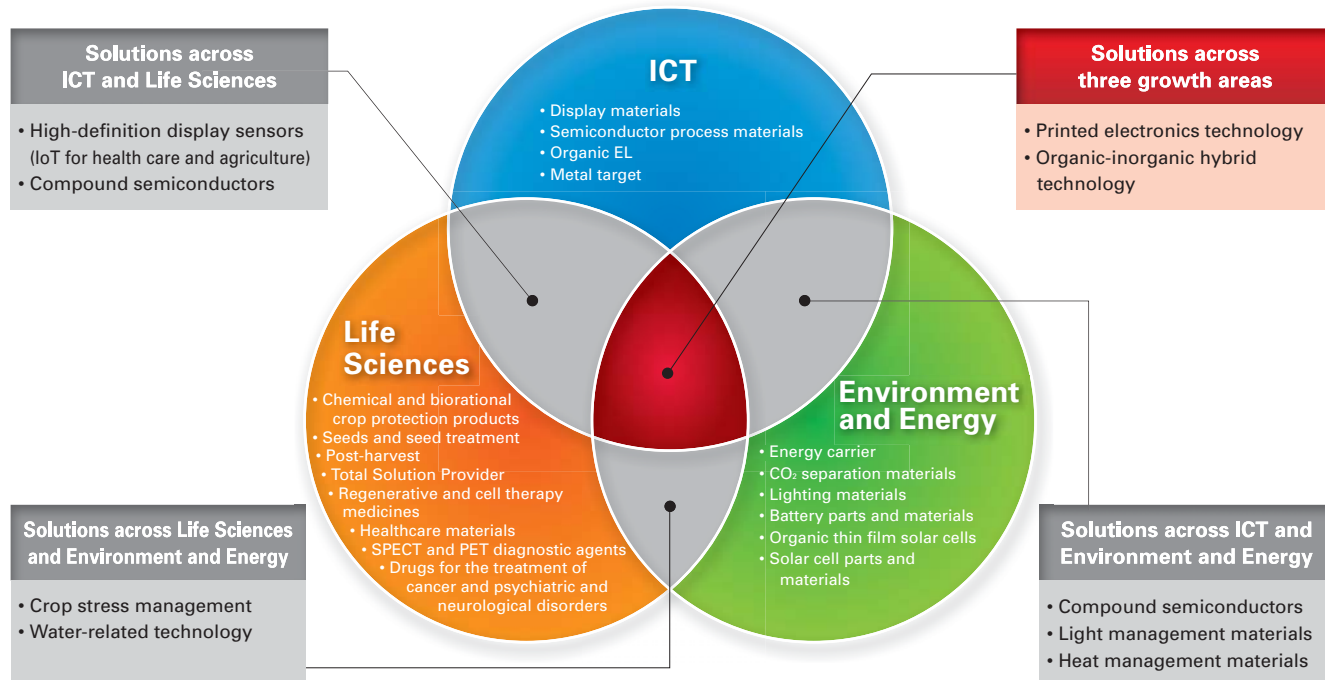 Solutions across
ICT and Life Sciences
• High-definition display sensors
(IoT for health care and agriculture)
• Compound semiconductors
ICT
• Display materials
• Semiconductor process materials
• Organic EL
• Metal target
Solutions across
three growth areas
• Printed electronics technology
• Organic-inorganic hybrid
technology
Life
Sciences
• Chemical and biorational
crop protection products
• Seeds and seed treatment
• Post-harvest
• Total Solution Provider
• Regenerative and cell therapy
medicines
• Healthcare materials
• SPECT and PET diagnostic agents
• Drugs for the treatment of
cancer and psychiatric and
neurological disorders
Environment
and Energy
• Energy carrier
• CO₂ separation materials
• Lighting materials
• Battery parts and materials
• Organic thin film solar cells
• Solar cell parts and
materials
Solutions across Life Sciences
and Environment and Energy
• Crop stress management
• Water-related technology
Solutions across ICT and
Environment and Energy
• Compound semiconductors
• Light management materials
• Heat management materials